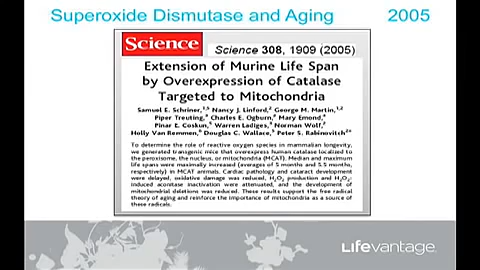 Superoxide Dismutase and Aging 2005
Science Science 308, 1909 (2005)
Extension of Murine Life Span
by Overexpression of Catalase
Targeted to Mitochondria
Samuel E. Schriner, Nancy J. Linford, George M. Martin,
Piper Treuting, Charles E. Ogburn, Mary Emond,
Pinar E. Coskun, Warren Ladiges, Norman Wolf,
Holly Van Remmen, Douglas C. Wallace, Peter S. Rabinovitch
To determine the role of reactive oxygen species in mammalian longevity,
we generated transgenic mice that overexpress human catalase localized to
the peroxisome, the nucleus, or mitochondria (MCAT). Median and maximum
life spans were maximally increased (averages of 5 months and 5.5 months,
respectively) in MCAT animals. Cardiac pathology and cataract development
were delayed, oxidative damage was reduced, H2O2 production and H2O2-
induced aconitase inactivation were attenuated, and the development of
mitochondrial deletions was reduced. These results support the free radical
theory of aging and reinforce the importance of mitochondria as a source of
these radicals.
Lifevantage